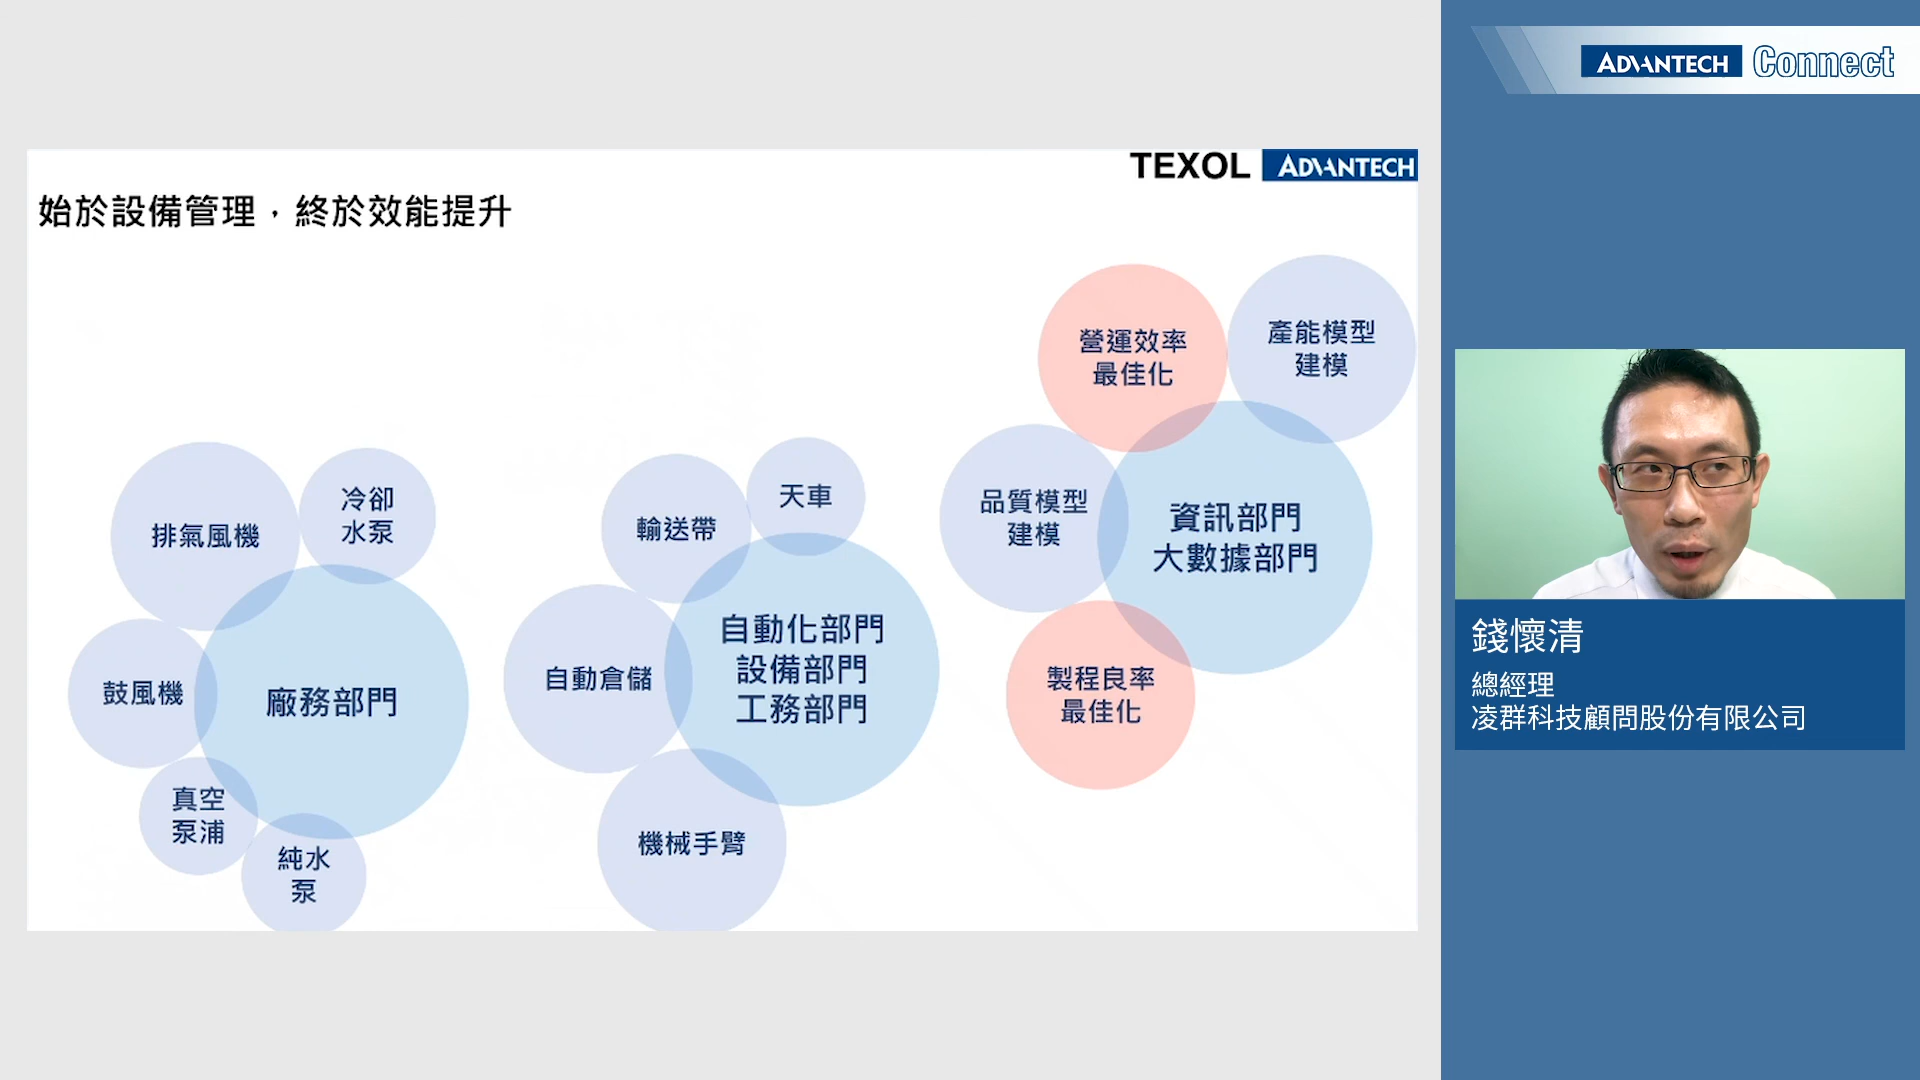 ADVANTECH Connect
TEXOL ADVANTECH
始於設備管理，終於效能提升
排氣風機
冷卻
水泵
鼓風機
廠務部門
真空
泵浦
純水
泵
輸送帶
天車
自動倉儲
自動化部門
設備部門
工務部門
機械手臂
營運效率
最佳化
產能模型
建模
品質模型
建模
資訊部門
大數據部門
製程良率
最佳化
錢懷清
總經理
凌群科技顧問股份有限公司